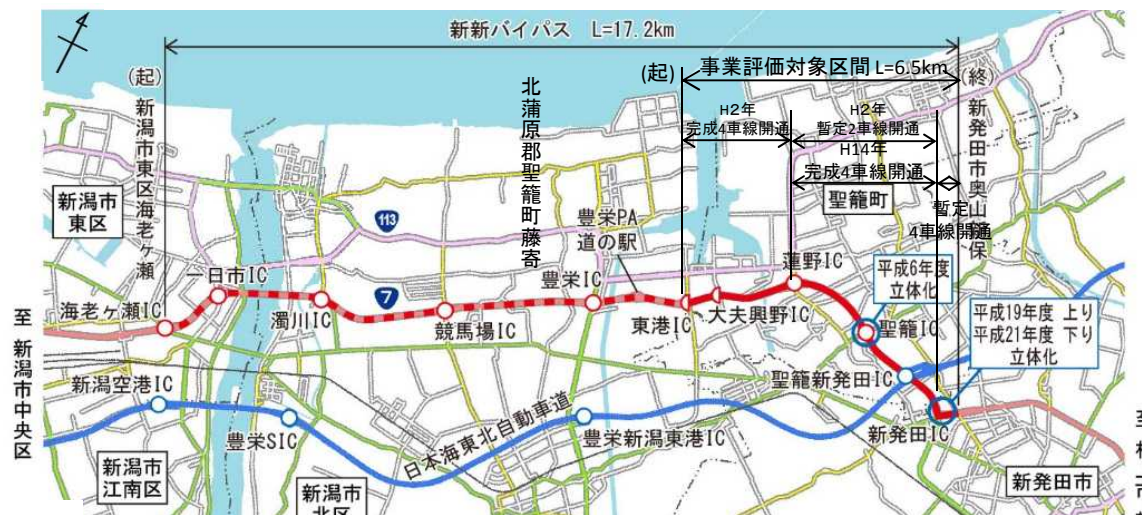 新新バイパス L=17.2km
(起)
新潟市東区海老ヶ瀬
(起)
事業評価対象区間 L=6.5km
(終)
新発田市奥山新保
北蒲原郡聖籠町藤寄
H2年
完成4車線開通
H2年
暫定2車線開通
H14年
完成4車線開通
暫定
4車線開通
新潟市
東区
113
聖籠町
豊栄PA
道の駅
一日市IC
海老ヶ瀬IC
濁川IC
7
競馬場IC
豊栄IC
東港IC
大夫興野IC
蓮野IC
平成6年度
立体化
聖籠IC
平成19年度 上り
平成21年度 下り
立体化
聖籠新発田IC
新発田IC
至 新潟市中央区
新潟空港IC
豊栄SIC
日本海東北自動車道
豊栄新潟東港IC
新潟市
江南区
新潟市
北区
新発田市